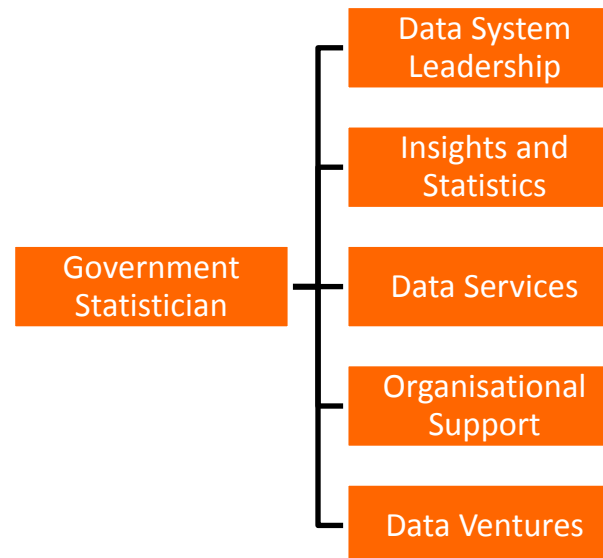 Data System
Leadership
Insights and
Statistics
Government
Statistician
Data Services
Organisational
Support
Data Ventures